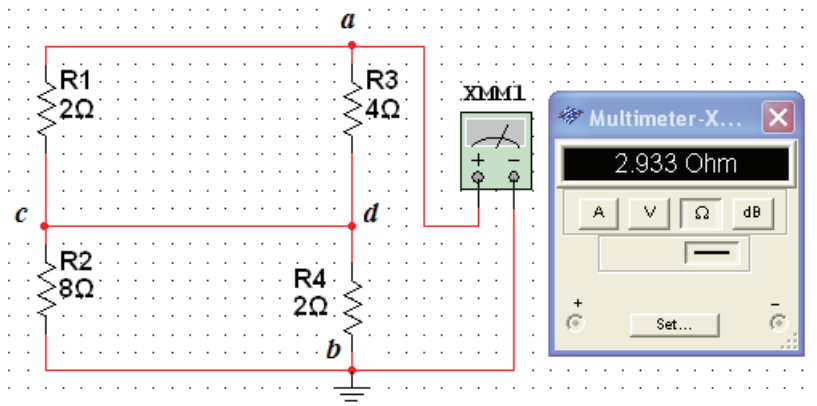 a
R1
2Ω
R3
4Ω
XMM1
+ −
c
d
R2
8Ω
R4
2Ω
b
Multimeter-X...
2.933 Ohm
A V Ω dB
+ −
Set...